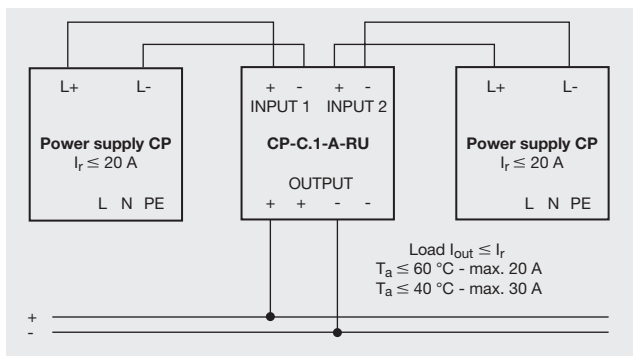 L+ L-
Power supply CP
Ir ≤ 20 A
L N PE
+ - + -
INPUT 1 INPUT 2
CP-C.1-A-RU
OUTPUT
+ + - -
L+ L-
Power supply CP
Ir ≤ 20 A
L N PE
Load Iout ≤ Ir
Ta ≤ 60 °C - max. 20 A
Ta ≤ 40 °C - max. 30 A
+
-